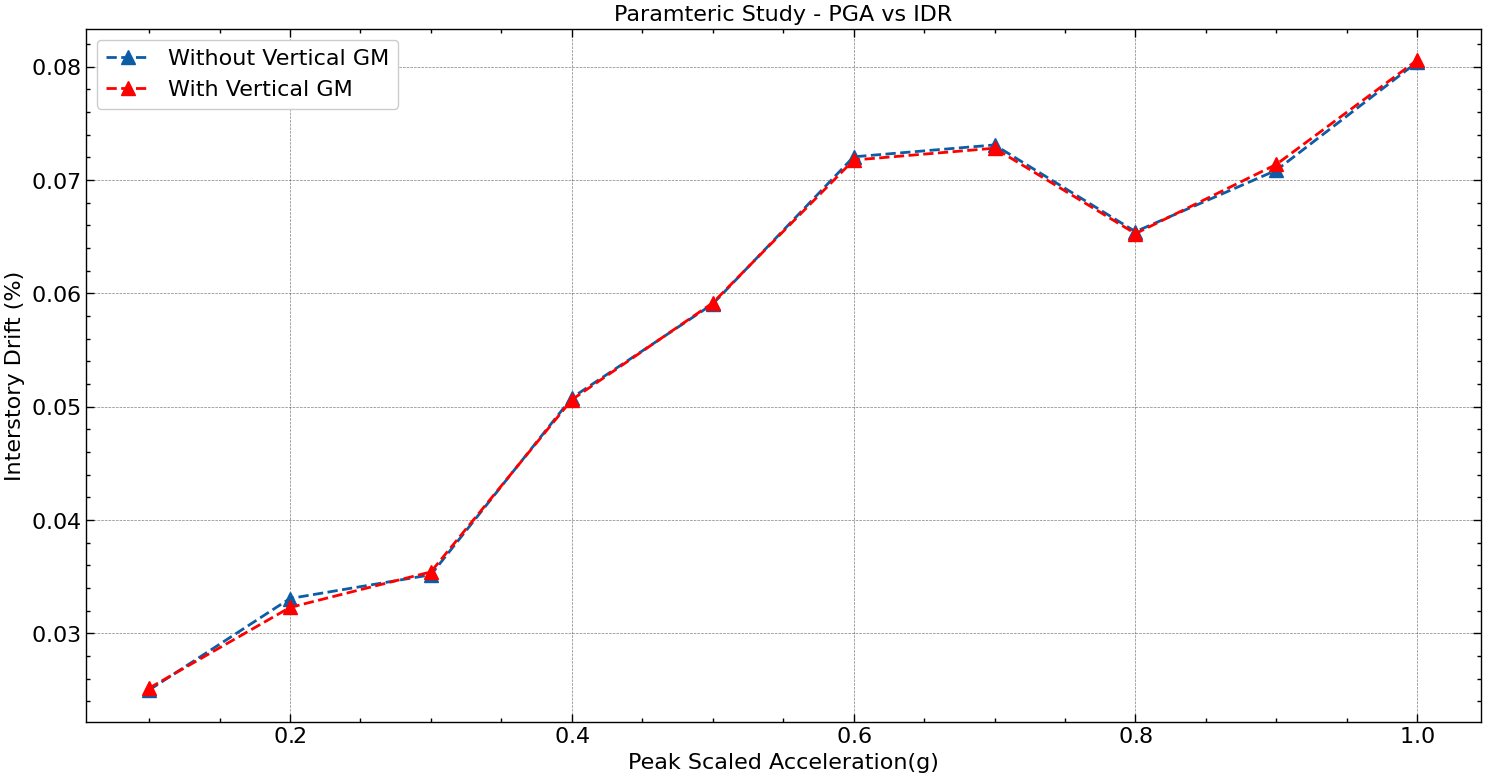 Paramteric Study - PGA vs IDR
Without Vertical GM
With Vertical GM
0.08
0.07
0.06
0.05
0.04
0.03
Interstory Drift (%)
0.2 0.4 0.6 0.8 1.0
Peak Scaled Acceleration(g)